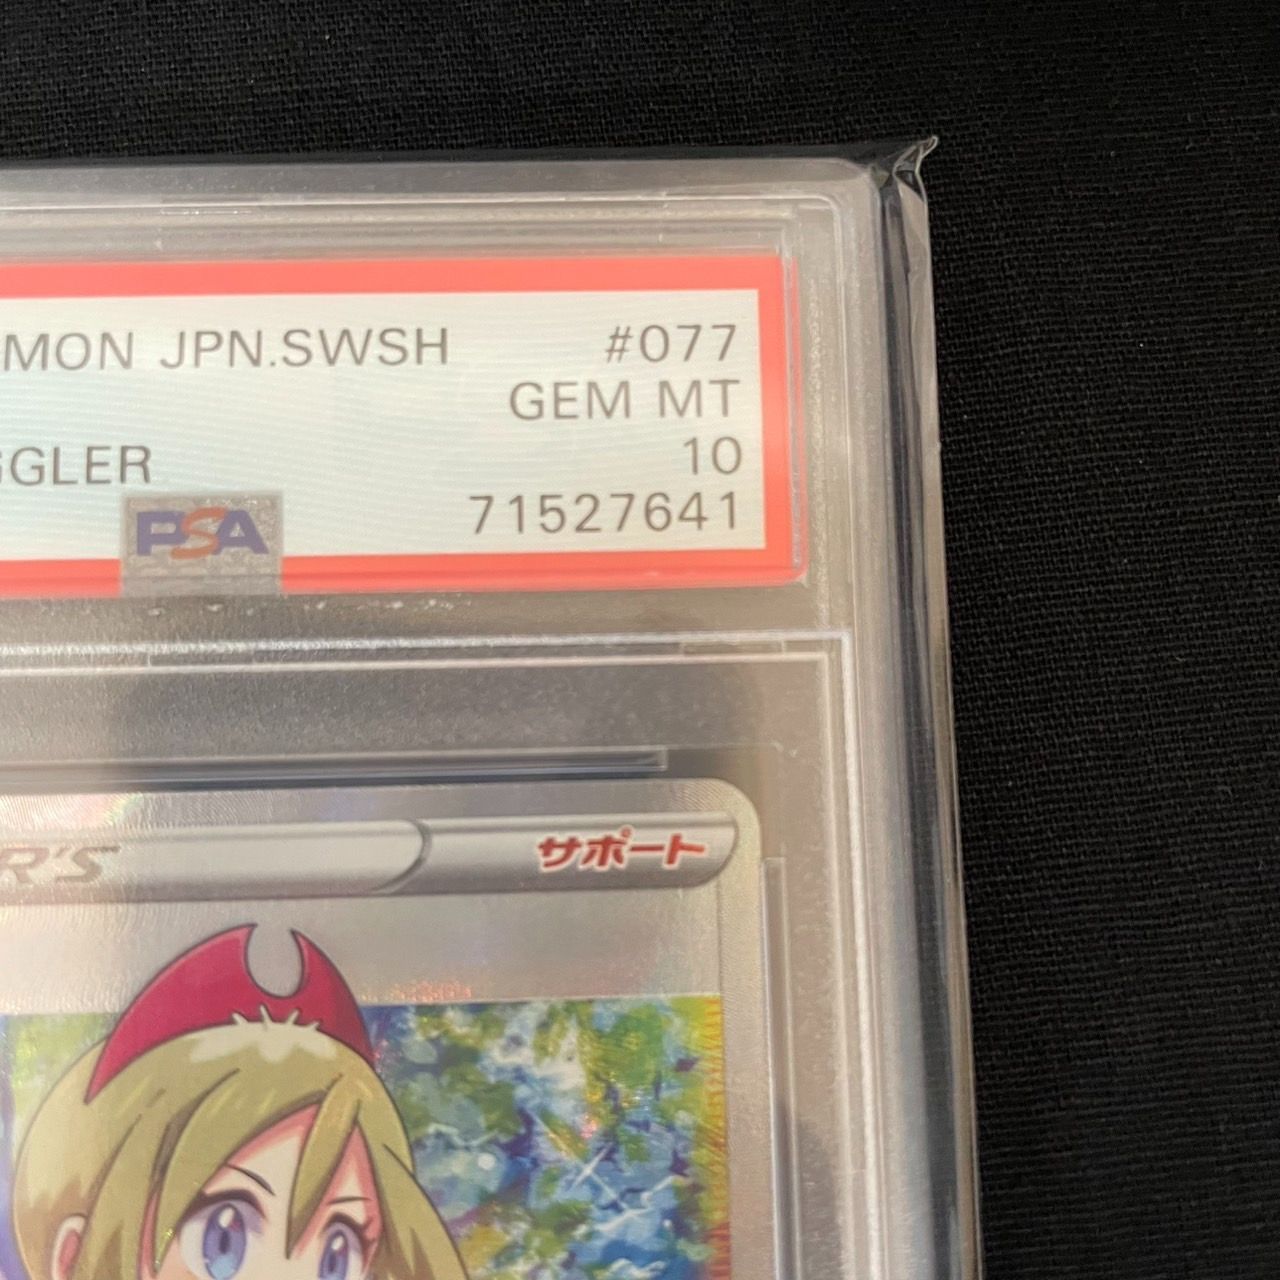 MON JPN.SWSH #077
GEM MT
GGLER 10
PSA 71527641
R'S サポート